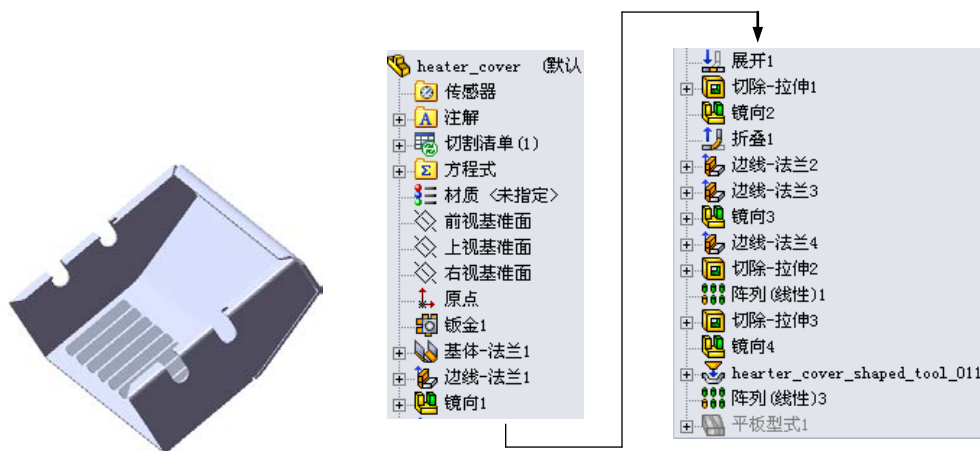 heater_cover (默认
传感器
注解
切割清单(1)
方程式
材质 <未指定>
前视基准面
上视基准面
右视基准面
原点
钣金1
基体-法兰1
边线-法兰1
镜向1
展开1
切除-拉伸1
镜向2
折叠1
边线-法兰2
边线-法兰3
镜向3
边线-法兰4
切除-拉伸2
阵列(线性)1
切除-拉伸3
镜向4
hearter_cover_shaped_tool_011
阵列(线性)3
平板型式1